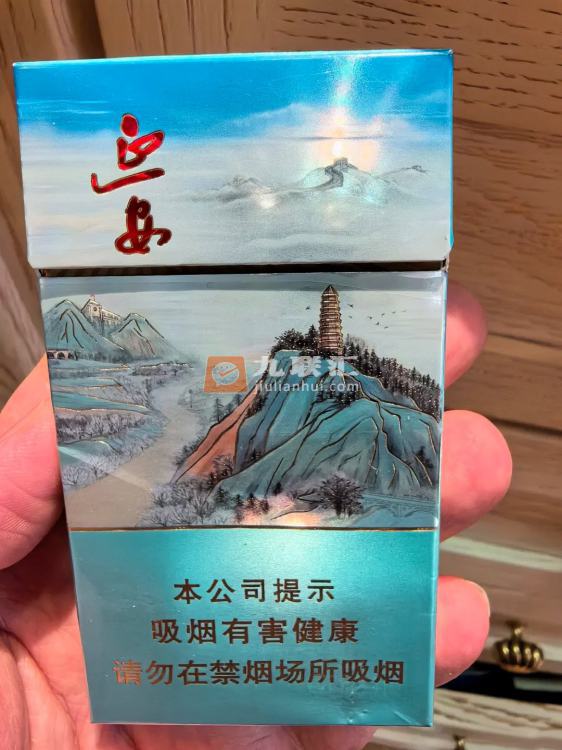 延安
九联汇
jiulianhui.com
本公司提示
吸烟有害健康
请勿在禁烟场所吸烟